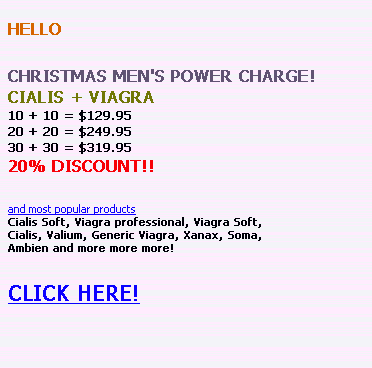 HELLO
CHRISTMAS MEN'S POWER CHARGE!
CIALIS + VIAGRA
10 + 10 = $129.95
20 + 20 = $249.95
30 + 30 = $319.95
20% DISCOUNT!!
and most popular products
Cialis Soft, Viagra professional, Viagra Soft,
Cialis, Valium, Generic Viagra, Xanax, Soma,
Ambien and more more more!
CLICK HERE!